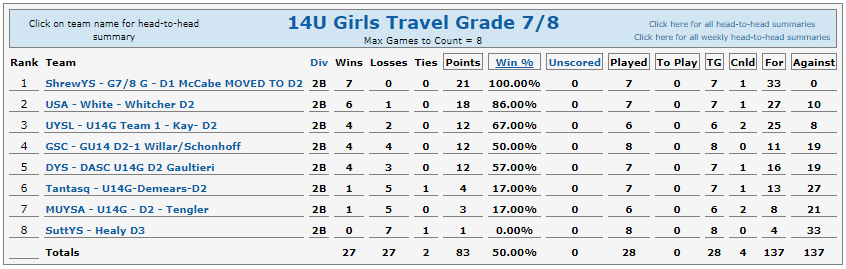 Click on team name for head-to-head
summary
14U Girls Travel Grade 7/8
Max Games to Count = 8
Click here for all head-to-head summaries
Click here for all weekly head-to-head summaries
Rank Team Div Wins Losses Ties Points Win % Unscored Played To Play TG Cnld For Against
1 ShrewYS - G7/8 G - D1 McCabe MOVED TO D2 2B 7 0 0 21 100.00% 0 7 0 7 1 33 0
2 USA - White - Whitcher D2 2B 6 1 0 18 86.00% 0 7 0 7 1 27 10
3 UYSL - U14G Team 1 - Kay- D2 2B 4 2 0 12 67.00% 0 6 0 6 2 25 8
4 GSC - GU14 D2-1 Willar/Schonhoff 2B 4 4 0 12 50.00% 0 8 0 8 0 11 19
5 DYS - DASC U14G D2 Gaultieri 2B 4 3 0 12 57.00% 0 7 0 7 1 16 19
6 Tantasq - U14G-Demears-D2 2B 1 5 1 4 17.00% 0 7 0 7 1 13 27
7 MUYSA - U14G - D2 - Tengler 2B 1 5 0 3 17.00% 0 6 0 6 2 8 21
8 SuttYS - Healy D3 2B 0 7 1 1 0.00% 0 8 0 8 0 4 33
Totals 27 27 2 83 50.00% 0 28 0 28 4 137 137